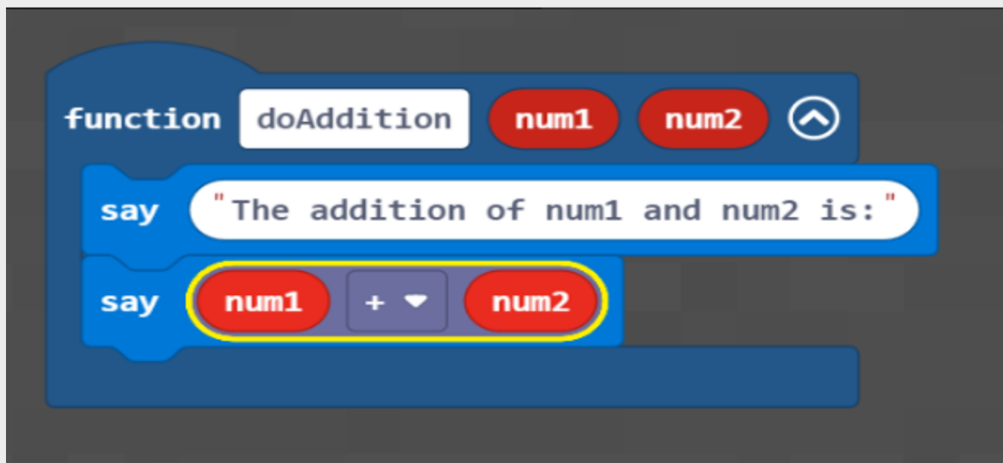 function doAddition num1 num2
say "The addition of num1 and num2 is:"
say num1 + num2